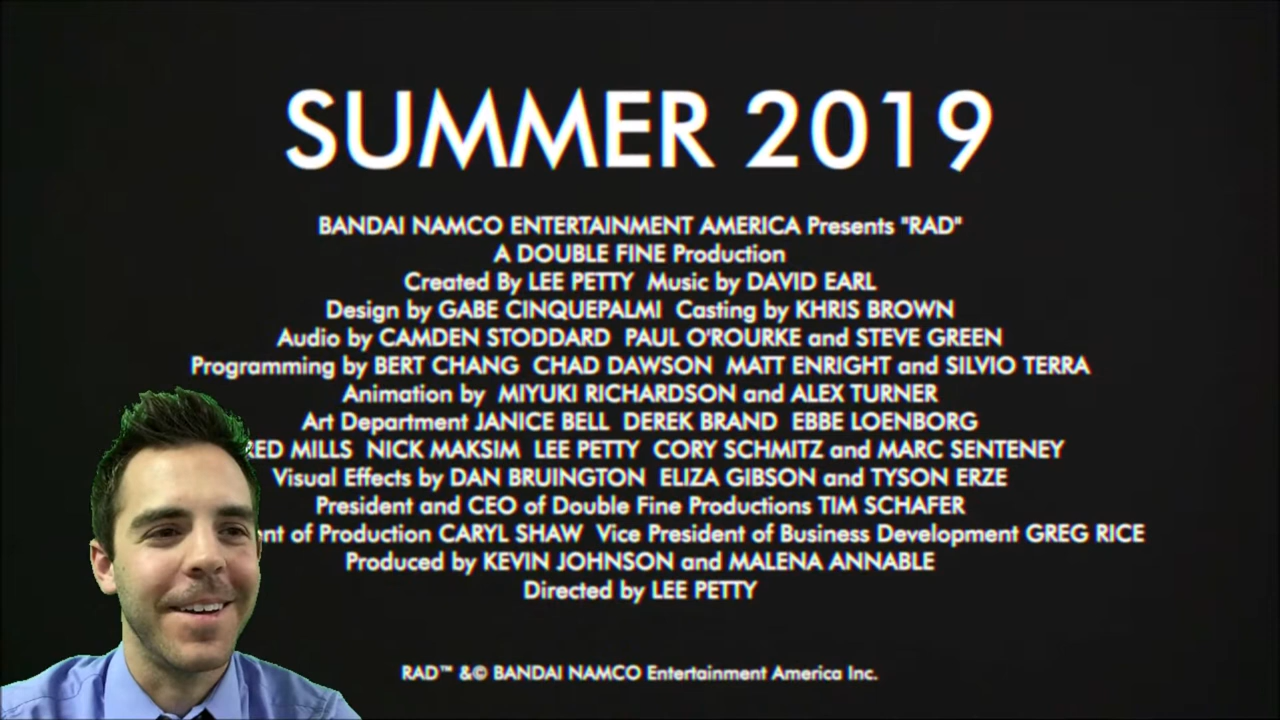 SUMMER 2019
BANDAI NAMCO ENTERTAINMENT AMERICA Presents "RAD"
A DOUBLE FINE Production
Created By LEE PETTY Music by DAVID EARL
Design by GABE CINQUEPALMI Casting by KHRIS BROWN
Audio by CAMDEN STODDARD PAUL O'ROURKE and STEVE GREEN
Programming by BERT CHANG CHAD DAWSON MATT ENRIGHT and SILVIO TERRA
Animation by MIYUKI RICHARDSON and ALEX TURNER
Art Department JANICE BELL DEREK BRAND EBBE LOENBORG
MILLS NICK MAKSIM LEE PETTY CORY SCHMITZ and MARC SENTENEY
Visual Effects by DAN BRUINGTON ELIZA GIBSON and TYSON ERZE
President and CEO of Double Fine Productions TIM SCHAFER
of Production CARYL SHAW Vice President of Business Development GREG RICE
Produced by KEVIN JOHNSON and MALENA ANNABLE
Directed by LEE PETTY
RAD™ &© BANDAI NAMCO Entertainment America Inc.